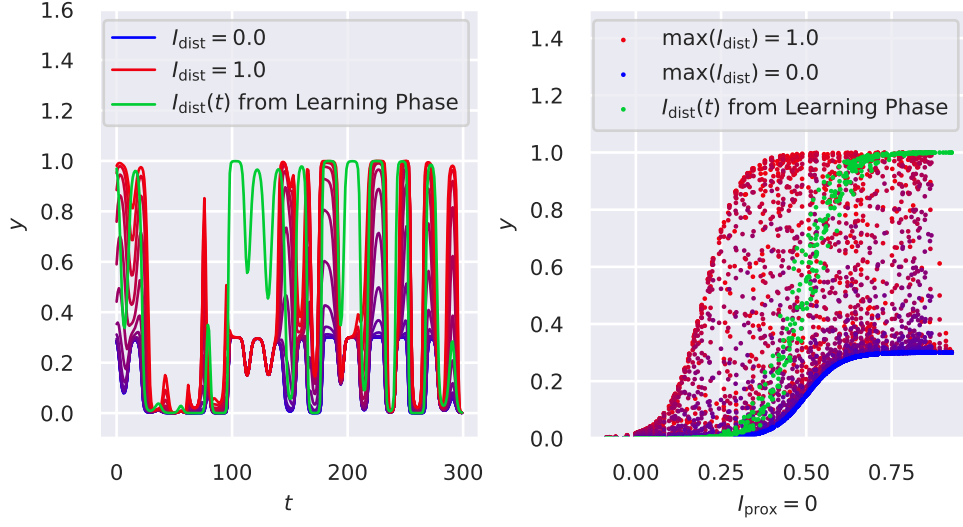 1.6
1.4
1.2
1.0
0.8
0.6
0.4
0.2
0.0
y
I_dist = 0.0
I_dist = 1.0
I_dist(t) from Learning Phase
0 100 200 300
t
1.4
1.2
1.0
0.8
0.6
0.4
0.2
0.0
y
max(I_dist) = 1.0
max(I_dist) = 0.0
I_dist(t) from Learning Phase
0.00 0.25 0.50 0.75
I_prox = 0